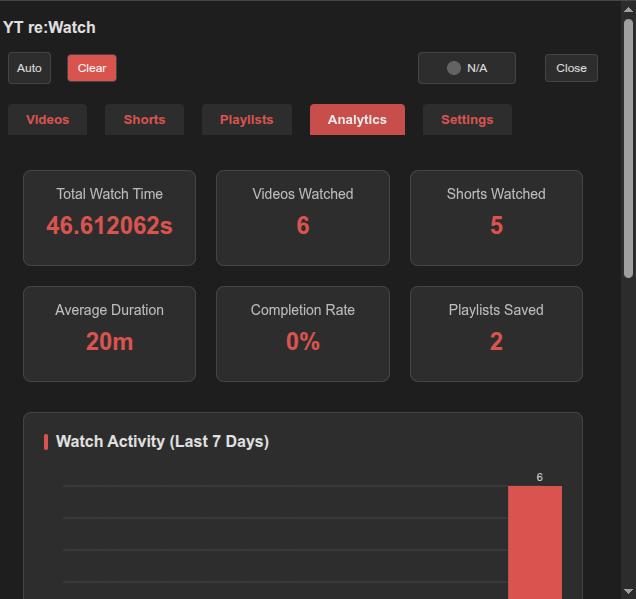 YT re:Watch
Auto
Clear
N/A
Close
VIdeos
Shorts
Playlists
Analytics
Settings
Total Watch Time
46.612062s
Videos Watched
6
Shorts Watched
5
Average Duration
20m
Completion Rate
0%
Playlists Saved
2
Watch Activity (Last 7 Days)
6